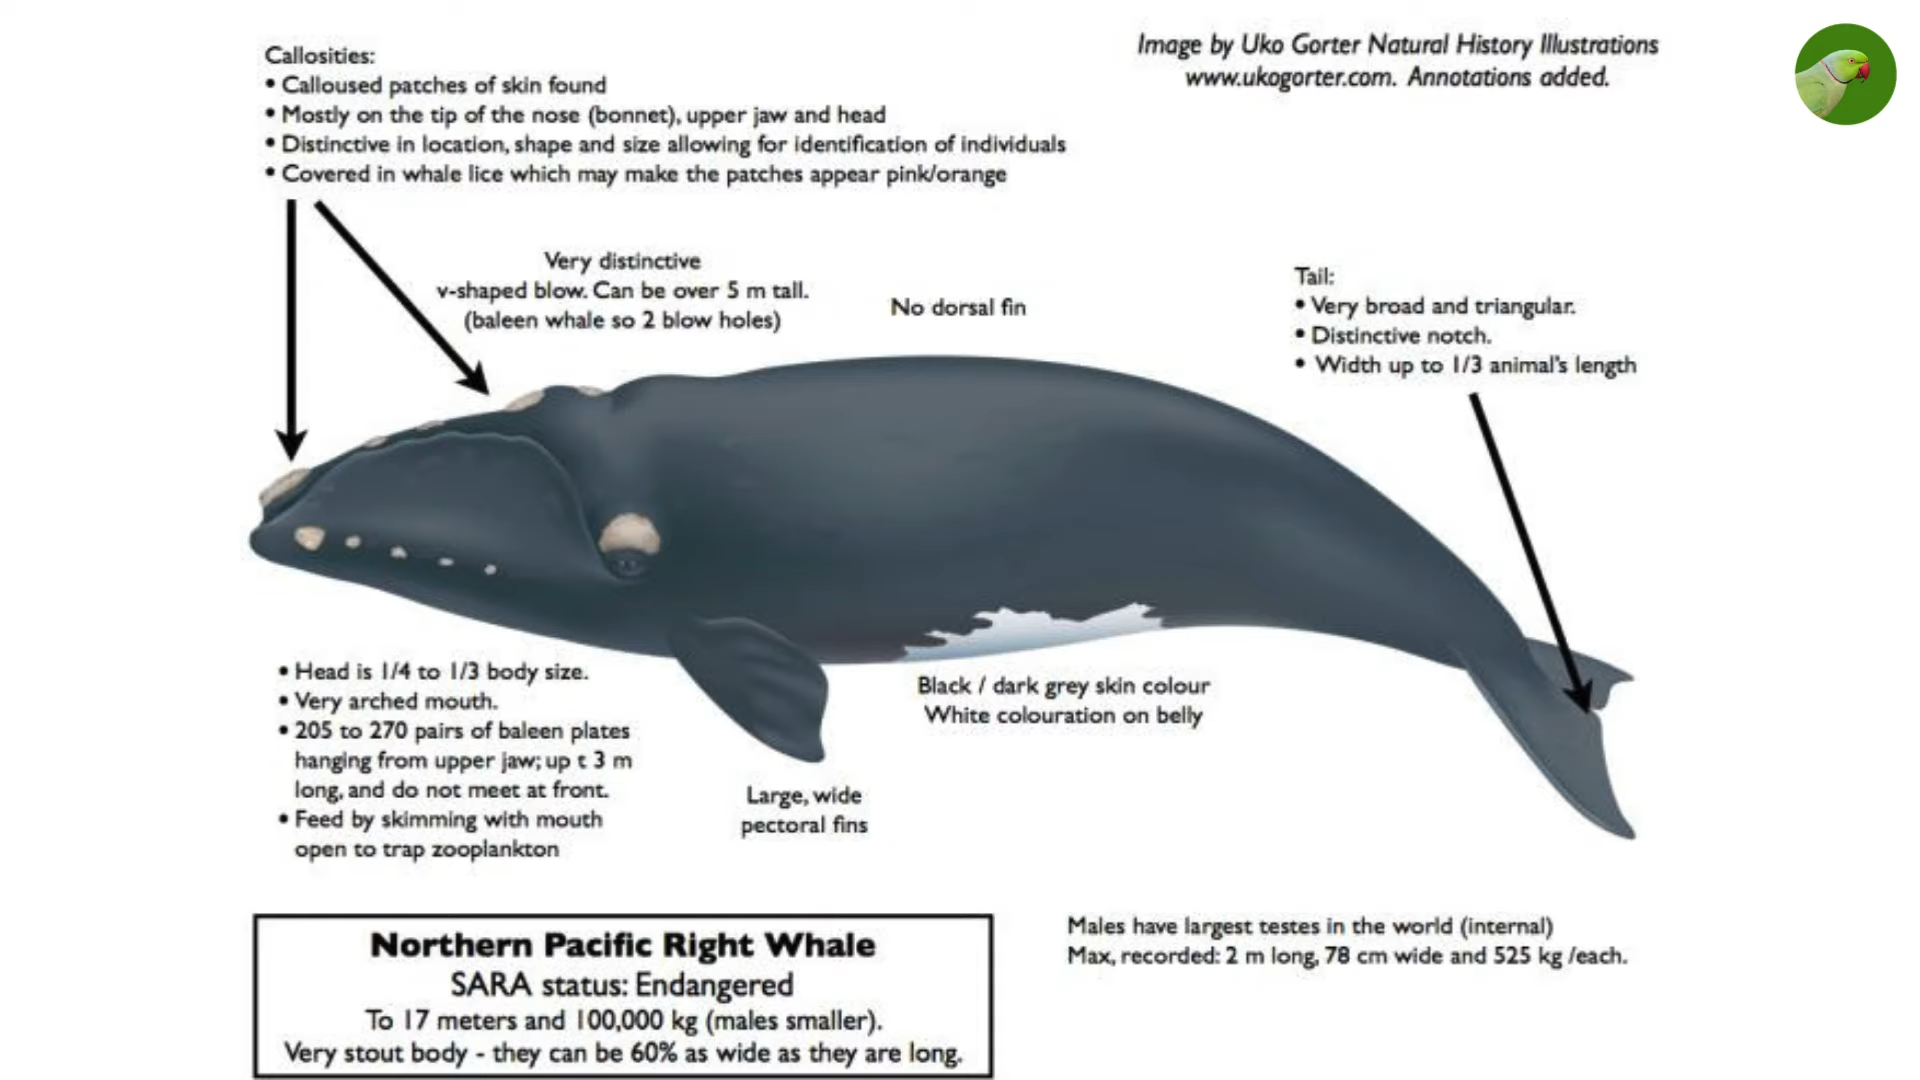 Callosities:
• Calloused patches of skin found
• Mostly on the tip of the nose (bonnet), upper jaw and head
• Distinctive in location, shape and size allowing for identification of individuals
• Covered in whale lice which may make the patches appear pink/orange
Image by Uko Gorter Natural History Illustrations
www.ukogorter.com. Annotations added.
Very distinctive
v-shaped blow. Can be over 5 m tall.
(baleen whale so 2 blow holes)
No dorsal fin
Tail:
• Very broad and triangular.
• Distinctive notch.
• Width up to 1/3 animal's length
• Head is 1/4 to 1/3 body size.
• Very arched mouth.
• 205 to 270 pairs of baleen plates
hanging from upper jaw; up t 3 m
long, and do not meet at front.
• Feed by skimming with mouth
open to trap zooplankton
Large, wide
pectoral fins
Black / dark grey skin colour
White colouration on belly
Northern Pacific Right Whale
SARA status: Endangered
To 17 meters and 100,000 kg (males smaller).
Very stout body - they can be 60% as wide as they are long.
Males have largest testes in the world (internal)
Max, recorded: 2 m long, 78 cm wide and 525 kg /each.